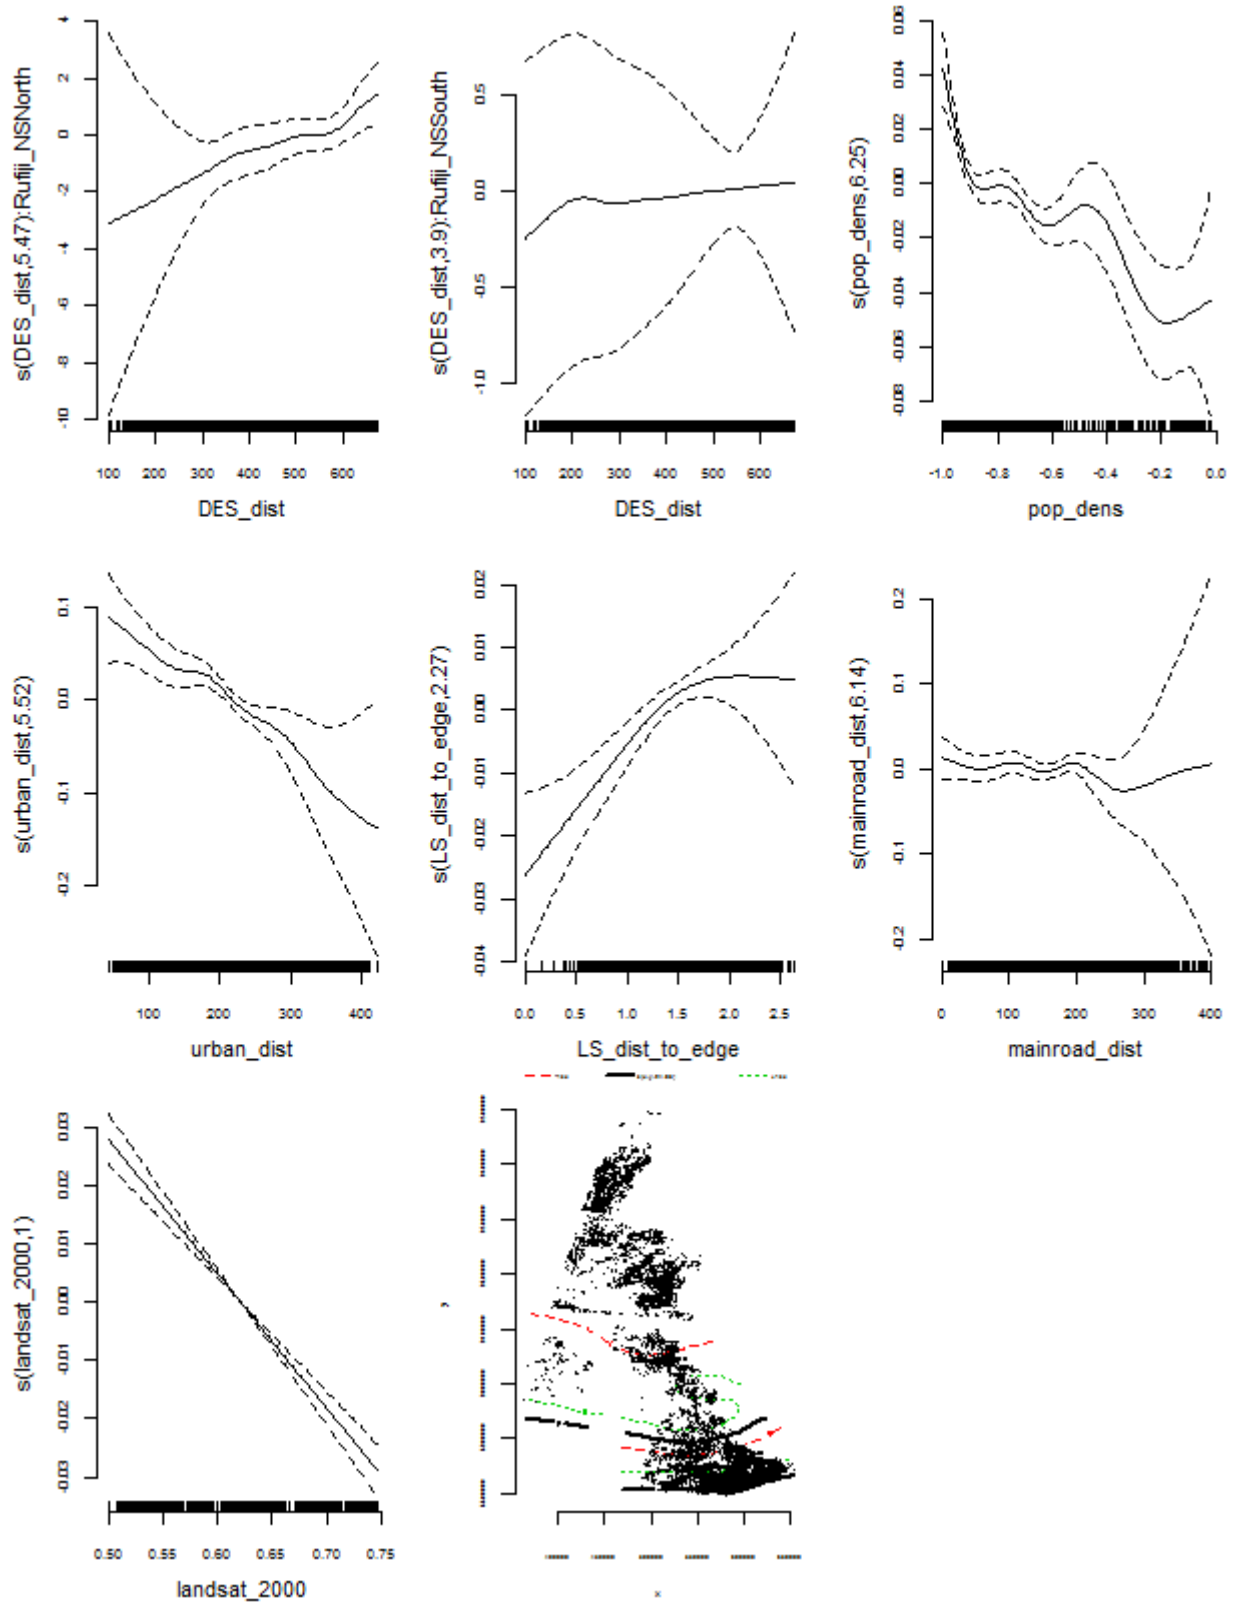 s(DES_dist,5.47):Rufiji_NSNorth
4
2
0
-2
-4
-6
-8
-10
100 200 300 400 500 600
DES_dist
s(DES_dist,3.9):Rufiji_NSSouth
0.5
0.0
-0.5
-1.0
100 200 300 400 500 600
DES_dist
s(pop_dens,6.25)
0.06
0.04
0.02
0.00
-0.02
-0.04
-0.06
-0.08
-1.0 -0.8 -0.6 -0.4 -0.2 0.0
pop_dens
s(urban_dist,5.52)
0.1
0.0
-0.1
-0.2
100 200 300 400
urban_dist
s(LS_dist_to_edge,2.27)
0.02
0.01
0.00
-0.01
-0.02
-0.03
-0.04
0.0 0.5 1.0 1.5 2.0 2.5
LS_dist_to_edge
s(mainroad_dist,6.14)
0.2
0.1
0.0
-0.1
-0.2
0 100 200 300 400
mainroad_dist
s(landsat_2000,1)
0.03
0.02
0.01
0.00
-0.01
-0.02
-0.03
0.50 0.55 0.60 0.65 0.70 0.75
landsat_2000
y
x